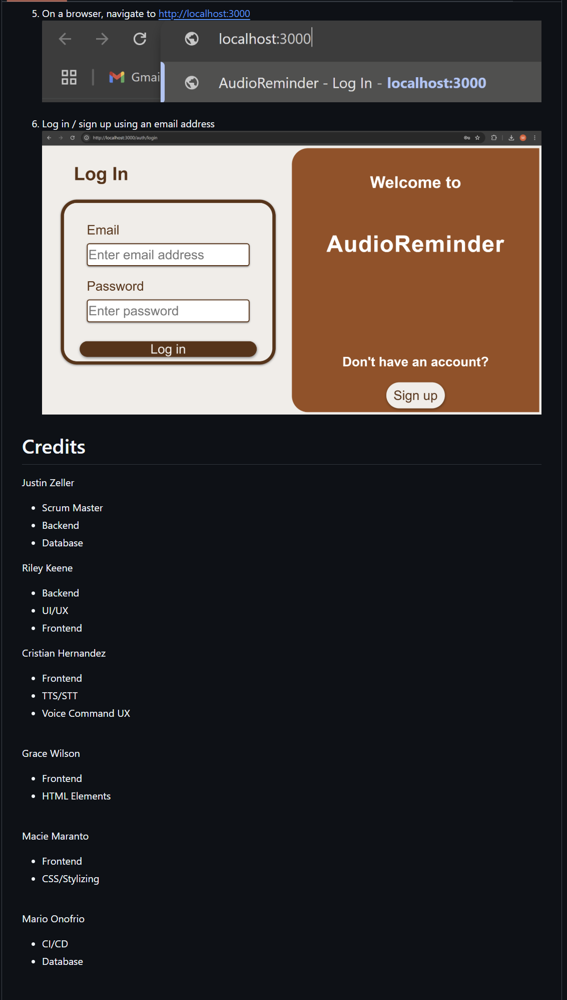 5. On a browser, navigate to http://localhost:3000
localhost:3000
Gmai
AudioReminder - Log In - localhost:3000
6. Log in / sign up using an email address
http://localhost:3000/auth/login
M
Log In
Email
Enter email address
Password
Enter password
Log in
Welcome to
AudioReminder
Don't have an account?
Sign up
Credits
Justin Zeller
• Scrum Master
• Backend
• Database
Riley Keene
• Backend
• UI/UX
• Frontend
Cristian Hernandez
• Frontend
• TTS/STT
• Voice Command UX
Grace Wilson
• Frontend
• HTML Elements
Macie Maranto
• Frontend
• CSS/Stylizing
Mario Onofrio
• CI/CD
• Database